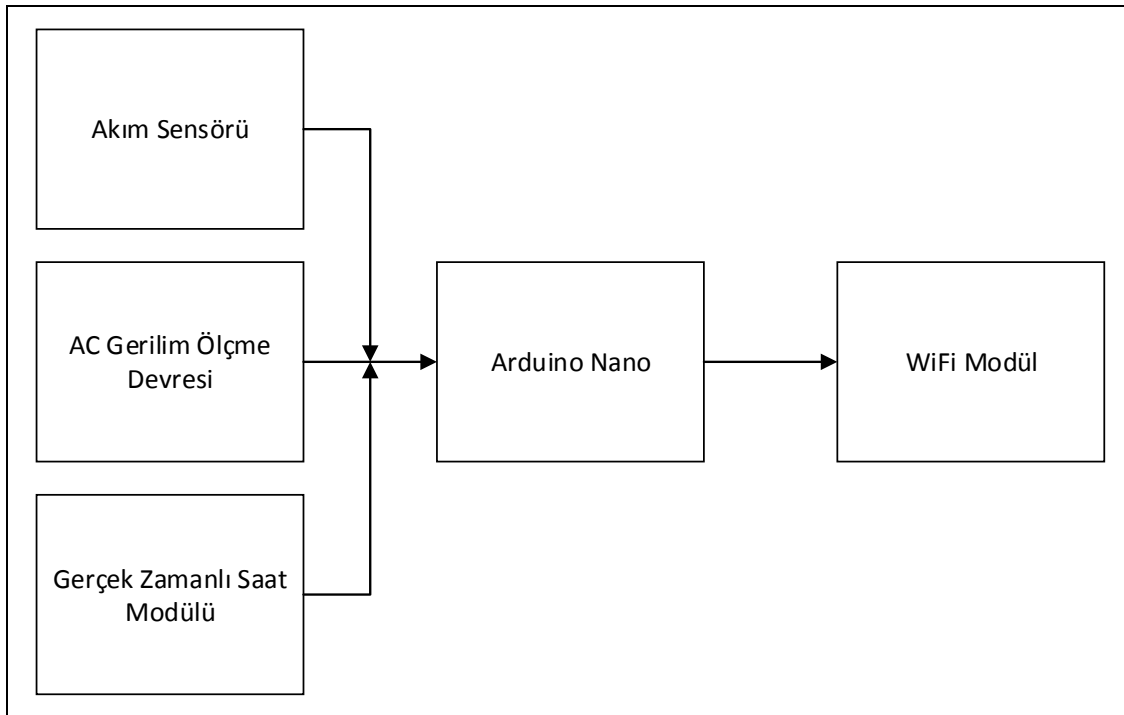 Akım Sensörü
AC Gerilim Ölçme
Devresi
Gerçek Zamanlı Saat
Modülü
Arduino Nano
WiFi Modül